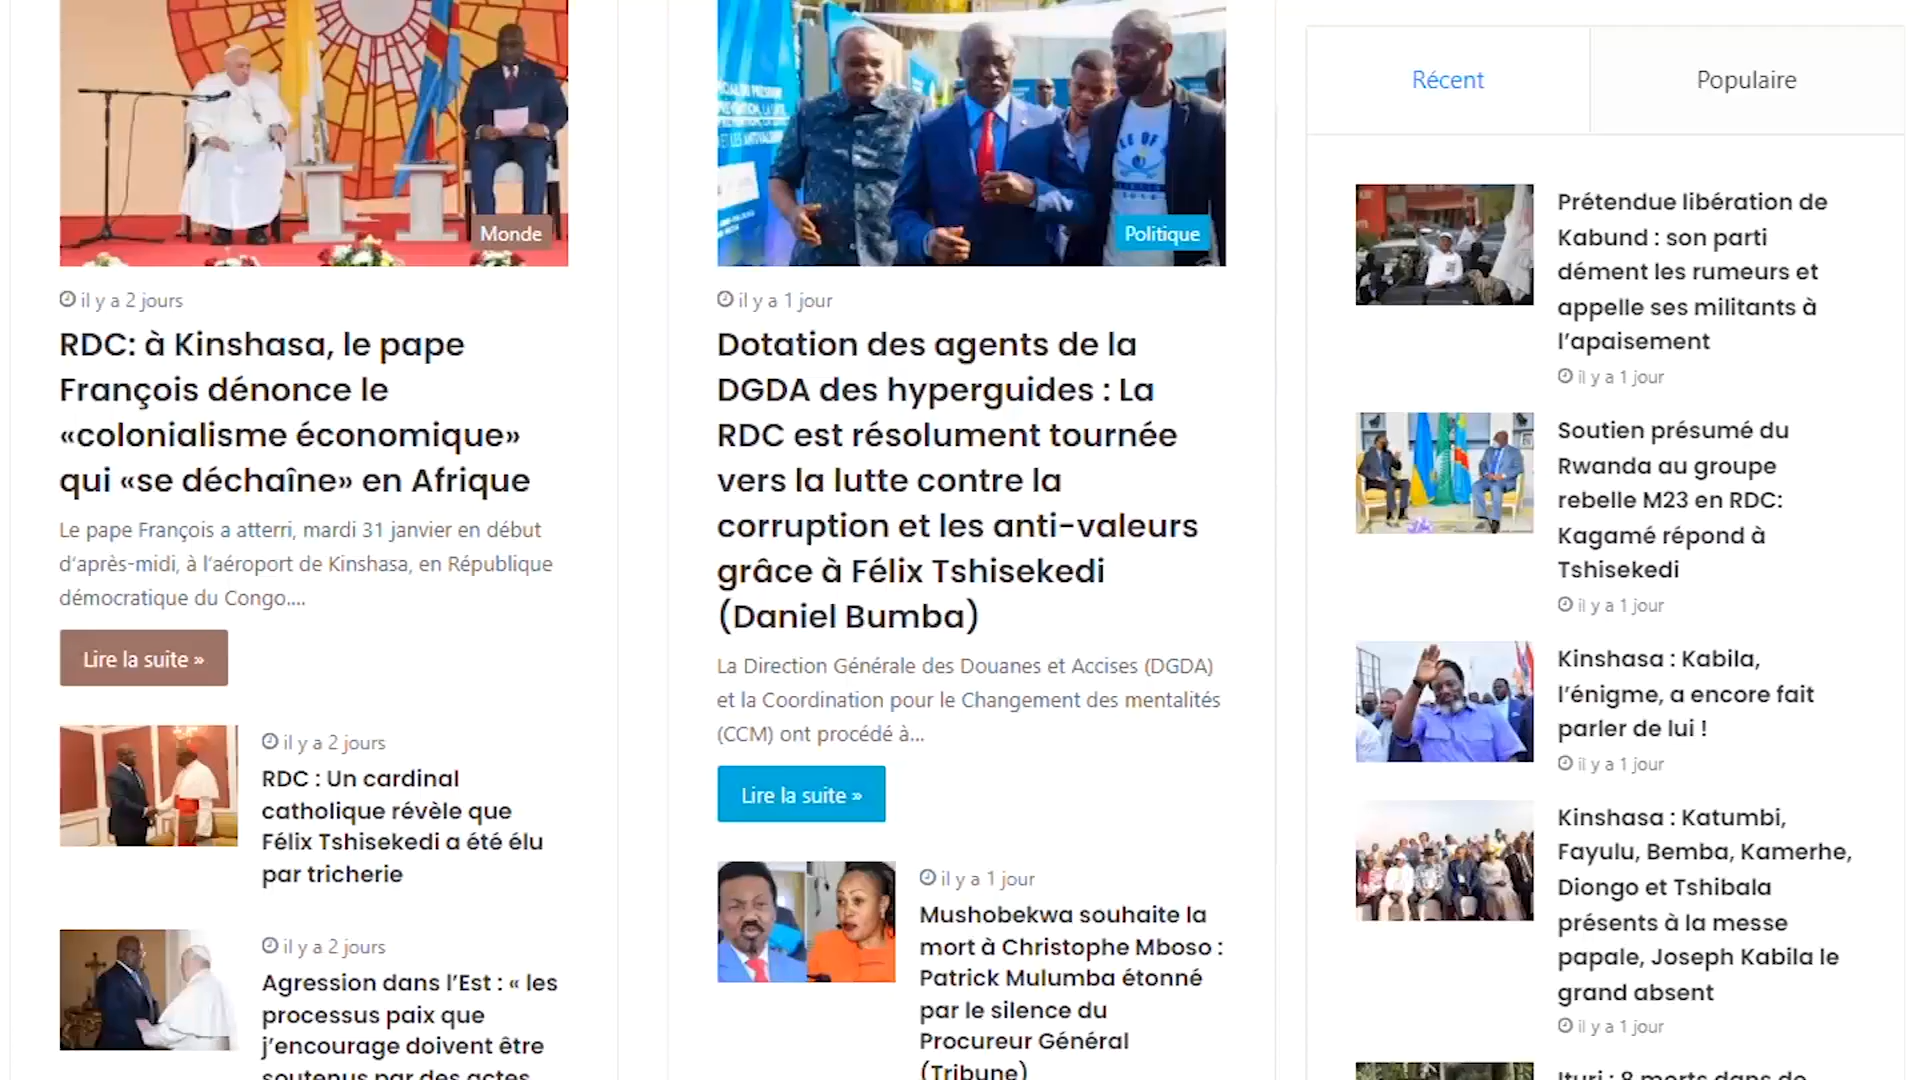 Monde
il y a 2 jours
RDC: à Kinshasa, le pape
François dénonce le
«colonialisme économique»
qui «se déchaîne» en Afrique
Le pape François a atterri, mardi 31 janvier en début
d'après-midi, à l'aéroport de Kinshasa, en République
démocratique du Congo....
Lire la suite »
il y a 2 jours
RDC : Un cardinal
catholique révèle que
Félix Tshisekedi a été élu
par tricherie
il y a 2 jours
Agression dans l'Est : « les
processus paix que
j'encourage doivent être
soutenus par des actes
Politique
il y a 1 jour
Dotation des agents de la
DGDA des hyperguides : La
RDC est résolument tournée
vers la lutte contre la
corruption et les anti-valeurs
grâce à Félix Tshisekedi
(Daniel Bumba)
La Direction Générale des Douanes et Accises (DGDA)
et la Coordination pour le Changement des mentalités
(CCM) ont procédé à...
Lire la suite »
il y a 1 jour
Mushobekwa souhaite la
mort à Christophe Mboso :
Patrick Mulumba étonné
par le silence du
Procureur Général
(Tribune)
Récent
Populaire
Prétendue libération de
Kabund : son parti
dément les rumeurs et
appelle ses militants à
l'apaisement
il y a 1 jour
Soutien présumé du
Rwanda au groupe
rebelle M23 en RDC:
Kagamé répond à
Tshisekedi
il y a 1 jour
Kinshasa : Kabila,
l'énigme, a encore fait
parler de lui !
il y a 1 jour
Kinshasa : Katumbi,
Fayulu, Bemba, Kamerhe,
Diongo et Tshibala
présents à la messe
papale, Joseph Kabila le
grand absent
il y a 1 jour
Ituri : 8 morts dans de